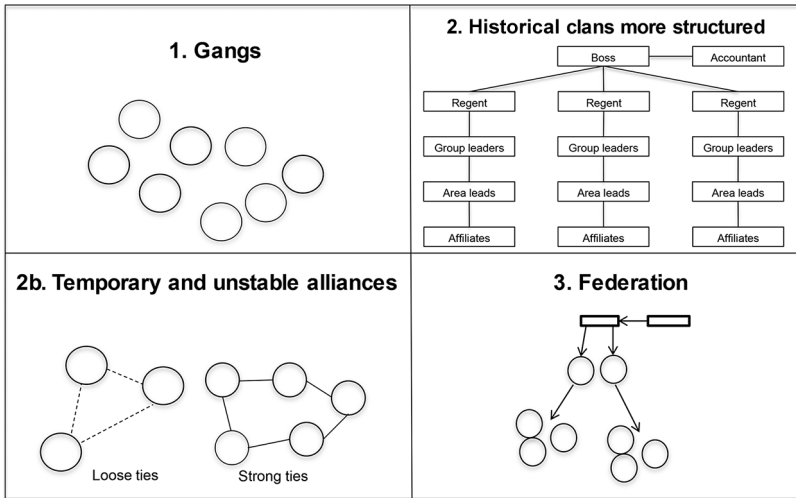 1. Gangs
2. Historical clans more structured
Boss
Accountant
Regent
Regent
Regent
Group leaders
Group leaders
Group leaders
Area leads
Area leads
Area leads
Affiliates
Affiliates
Affiliates
2b. Temporary and unstable alliances
Loose ties
Strong ties
3. Federation